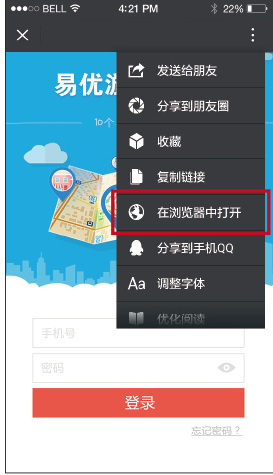 BELL 4:21 PM 22%
易优
发送给朋友
10个
分享到朋友圈
收藏
复制链接
在浏览器中打开
分享到手机QQ
Aa 调整字体
优化阅读
手机号
密码
登录
忘记密码？